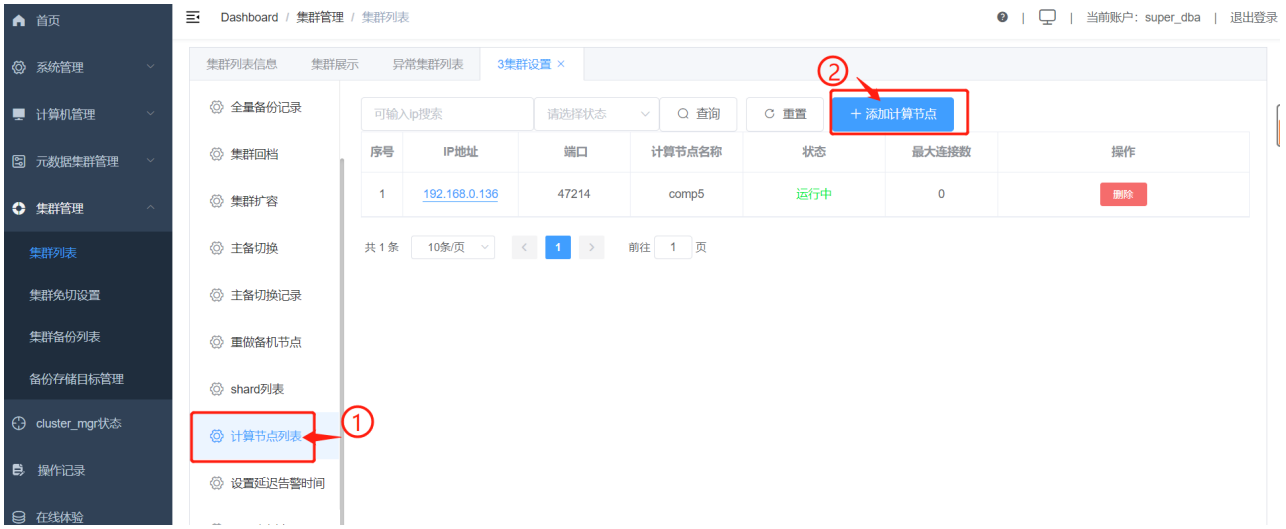 首页
Dashboard / 集群管理 / 集群列表
当前账户：super_dba | 退出登录
系统管理
计算机管理
元数据集群管理
集群管理
集群列表
集群免切设置
集群备份列表
备份存储目标管理
cluster_mgr状态
操作记录
在线体验
集群列表信息 集群展示 异常集群列表 3集群设置 ×
全量备份记录
集群回档
集群扩容
主备切换
主备切换记录
重做备机节点
shard列表
计算节点列表
设置延迟告警时间
①
②
可输入ip搜索 请选择状态 查询 重置 + 添加计算节点
序号 IP地址 端口 计算节点名称 状态 最大连接数 操作
1 192.168.0.136 47214 comp5 运行中 0 删除
共 1 条 10条/页 < 1 > 前往 1 页